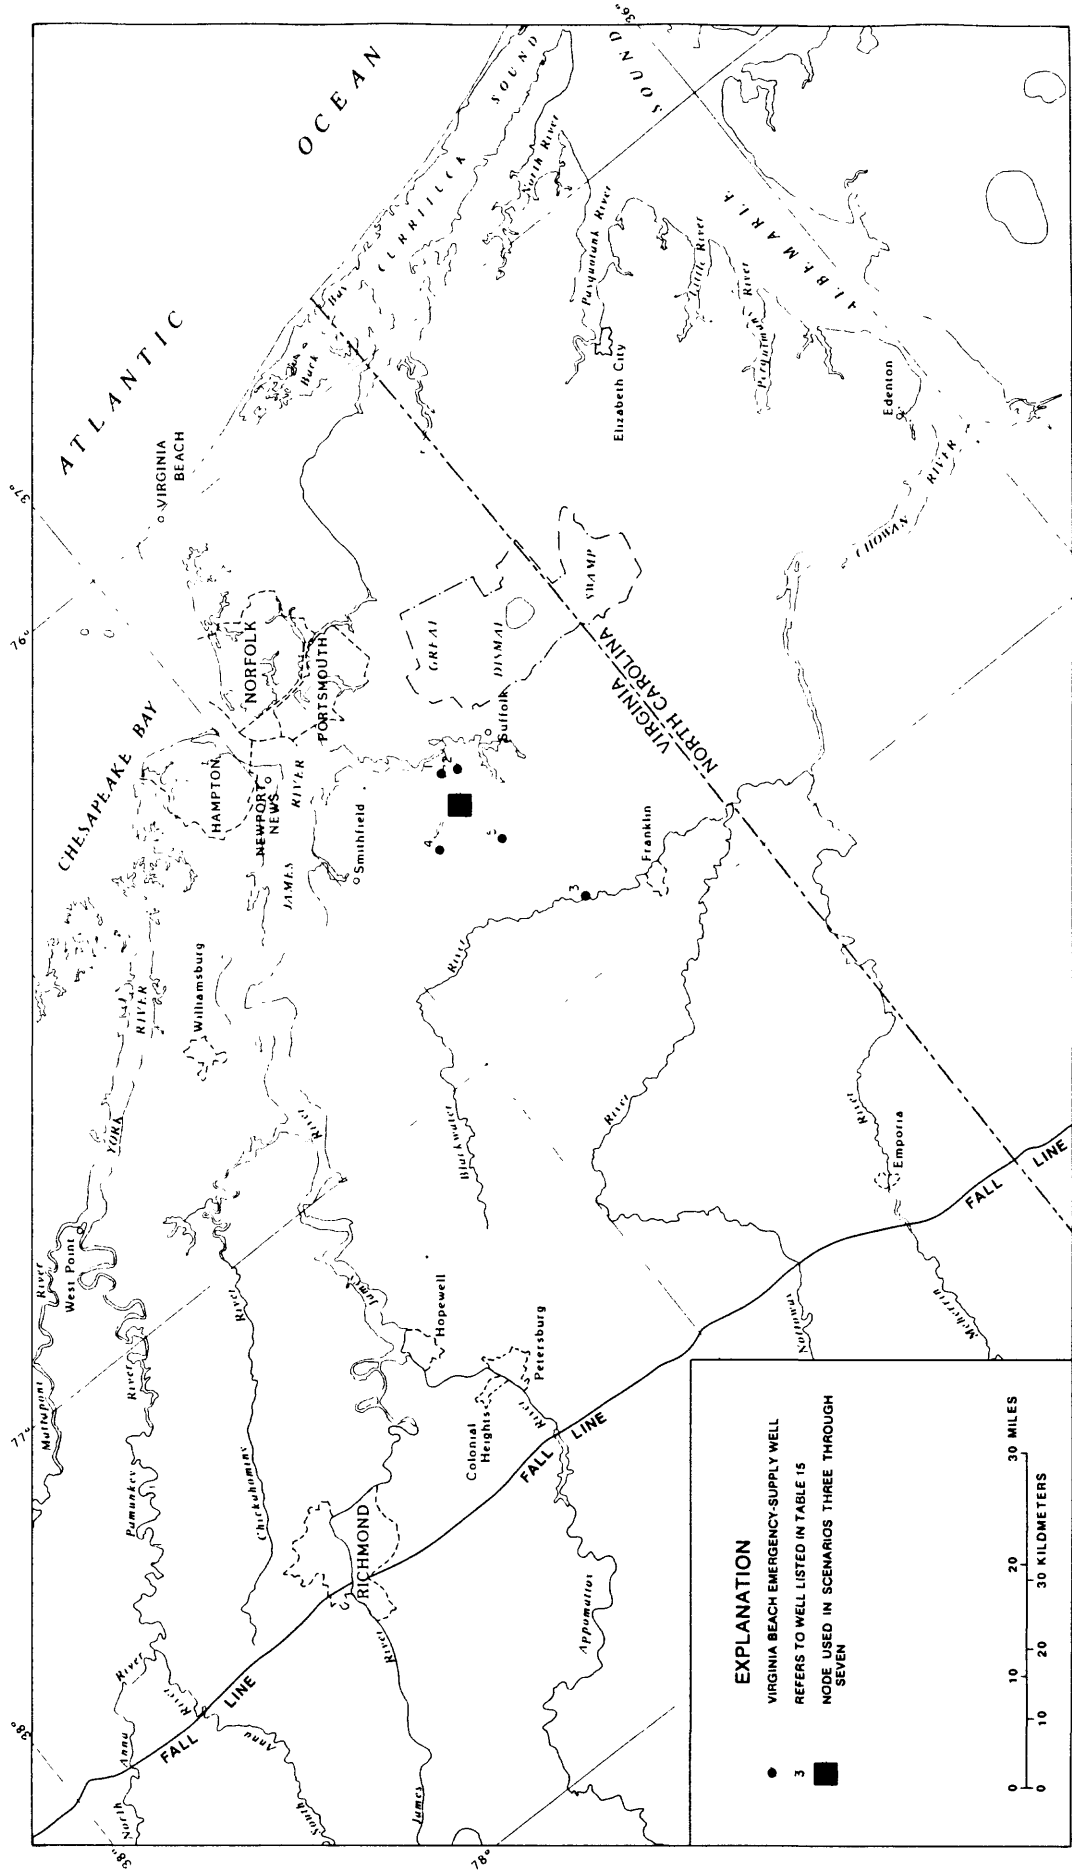 ATLANTIC
OCEAN
CHESAPEAKE BAY
VIRGINIA
BEACH
Back
Bay
CURRITUCK
SOUND
North River
Pasquotank River
Little River
River
ALBEMARLE
SOUND
Elizabeth City
Edenton
CHOWAN
RIVER
HAMPTON
NORFOLK
PORTSMOUTH
NEWPORT
NEWS
JAMES
RIVER
GREAT
DISMAL
SWAMP
Suffolk
Smithfield
Franklin
2
4
3
VIRGINIA
NORTH CAROLINA
YORK
RIVER
Williamsburg
West Point
Mattaponi
River
Pamunkey
River
Chickahominy
River
James
River
Hopewell
Petersburg
Colonial
Heights
River
Appomattox
RICHMOND
River
James
North
Anna
River
South
Anna
River
Blackwater
River
Nottoway
River
Meherrin
River
Emporia
FALL
LINE
FALL
LINE
FALL
LINE
36°
37°
38°
38°
76°
77°
78°
EXPLANATION
VIRGINIA BEACH EMERGENCY-SUPPLY WELL
3 REFERS TO WELL LISTED IN TABLE 15
NODE USED IN SCENARIOS THREE THROUGH
SEVEN
0 10 20 30 MILES
0 10 20 30 KILOMETERS